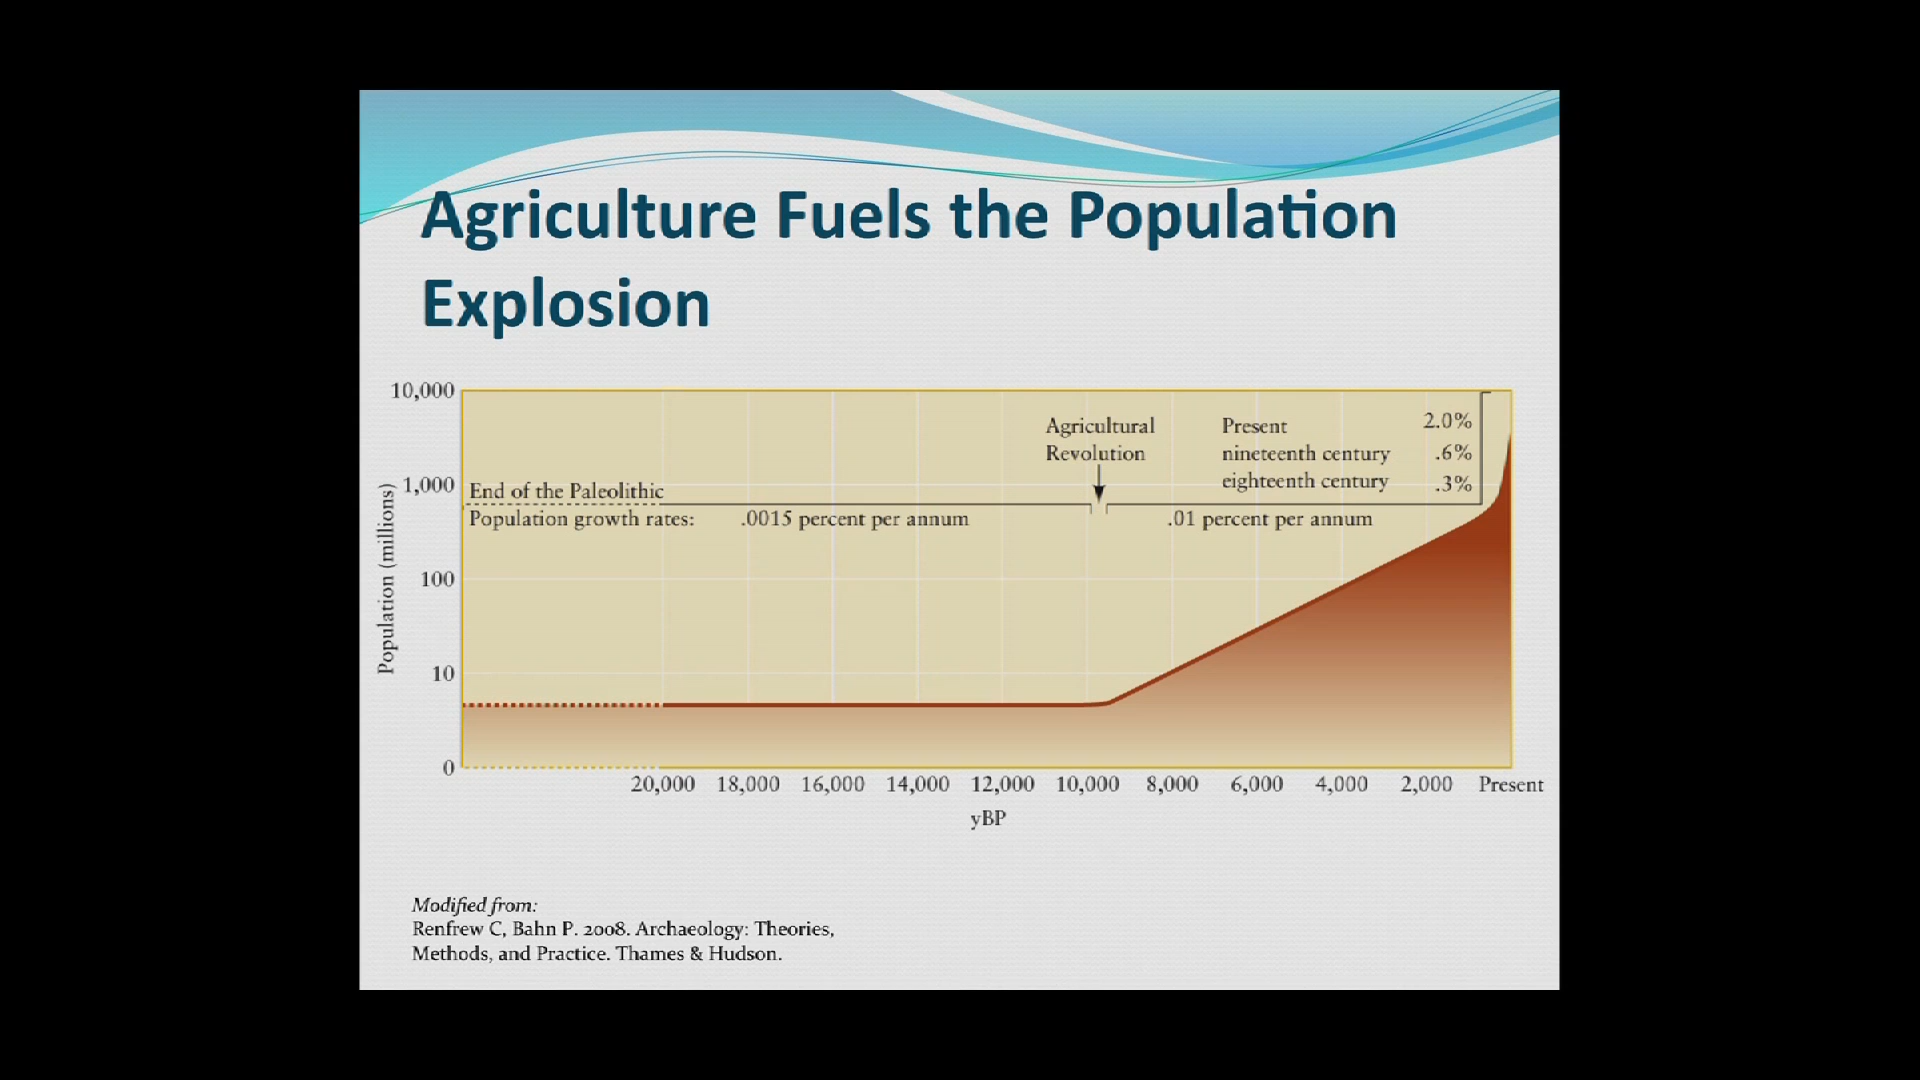 Agriculture Fuels the Population
Explosion
10,000
1,000
100
10
0
Population (millions)
End of the Paleolithic
Population growth rates: .0015 percent per annum
Agricultural
Revolution
Present 2.0%
nineteenth century .6%
eighteenth century .3%
.01 percent per annum
20,000 18,000 16,000 14,000 12,000 10,000 8,000 6,000 4,000 2,000 Present
yBP
Modified from:
Renfrew C, Bahn P. 2008. Archaeology: Theories,
Methods, and Practice. Thames & Hudson.